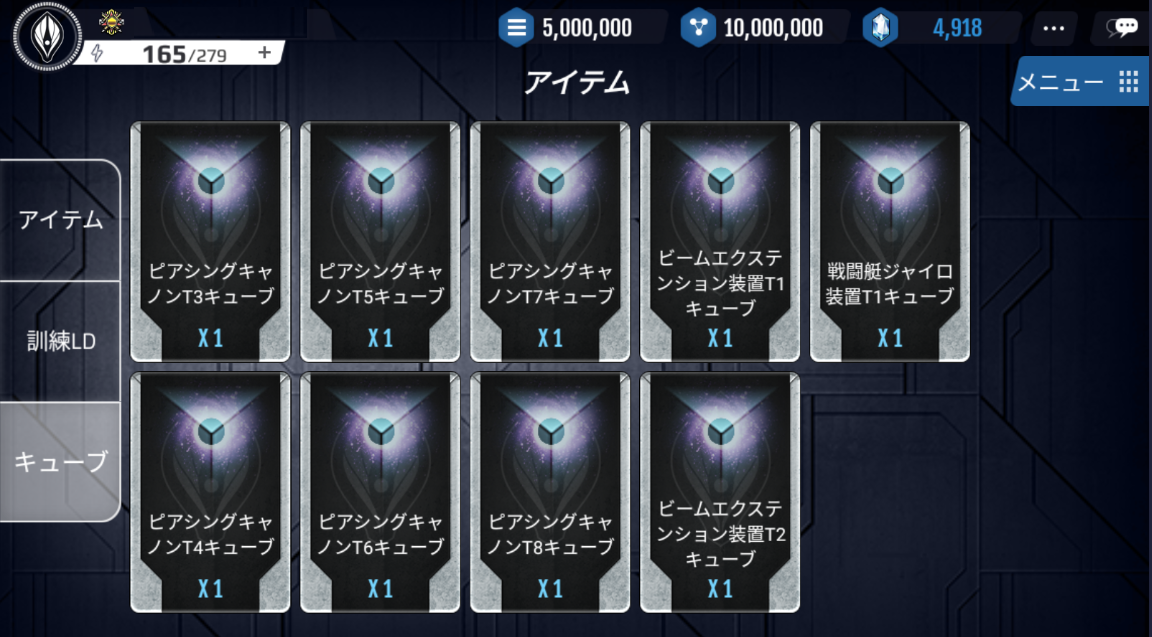 5,000,000
10,000,000
4,918
165/279 +
アイテム
メニュー
アイテム
訓練LD
キューブ
ピアシングキャ
ノンT3キューブ
X1
ピアシングキャ
ノンT5キューブ
X1
ピアシングキャ
ノンT7キューブ
X1
ビームエクステ
ンション装置T1
キューブ
X1
戦闘艇ジャイロ
装置T1キューブ
X1
ピアシングキャ
ノンT4キューブ
X1
ピアシングキャ
ノンT6キューブ
X1
ピアシングキャ
ノンT8キューブ
X1
ビームエクステ
ンション装置T2
キューブ
X1